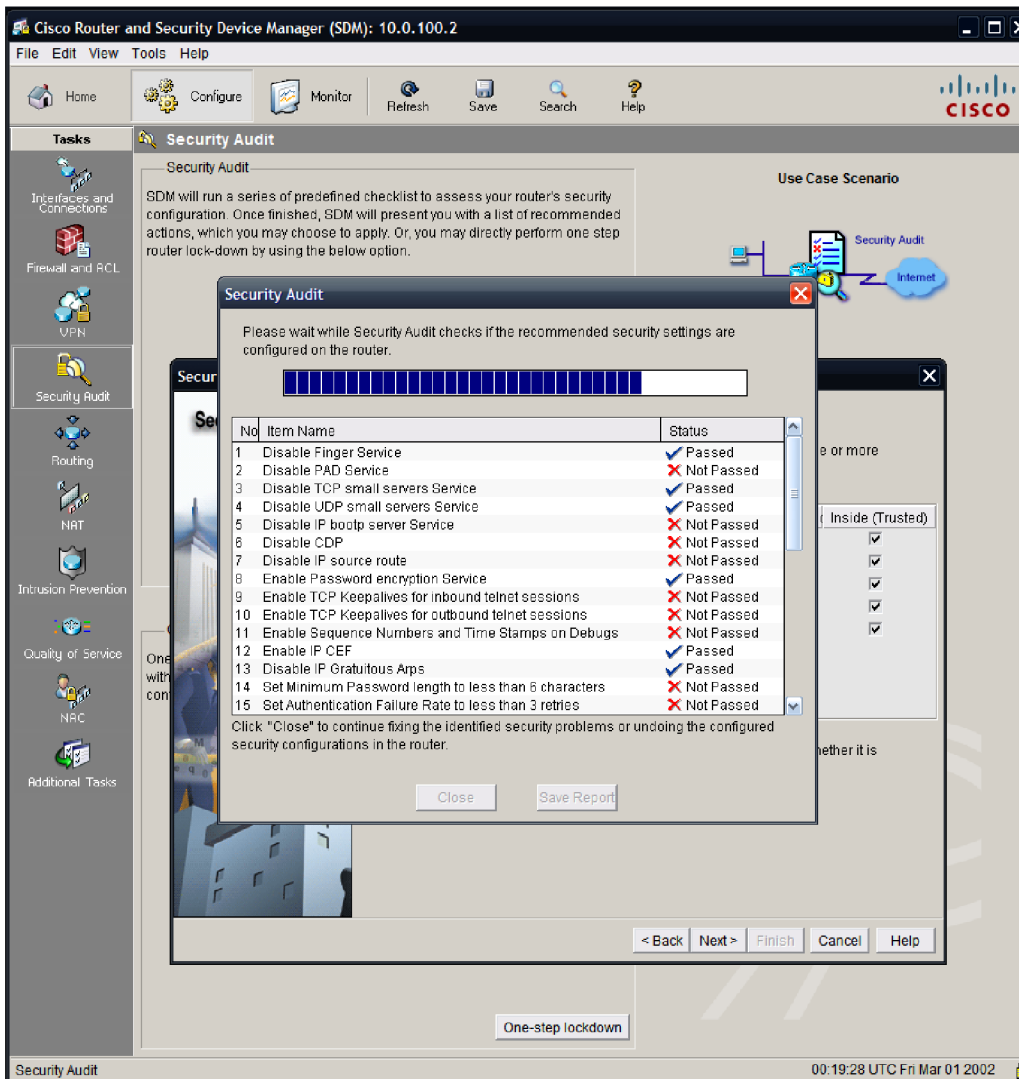 Cisco Router and Security Device Manager (SDM): 10.0.100.2
File Edit View Tools Help
Home
Configure
Monitor
Refresh
Save
Search
Help
CISCO
Tasks
Interfaces and
Connections
Firewall and ACL
VPN
Security Audit
Routing
NAT
Intrusion Prevention
Quality of Service
NAC
Additional Tasks
Security Audit
Security Audit
SDM will run a series of predefined checklist to assess your router's security
configuration. Once finished, SDM will present you with a list of recommended
actions, which you may choose to apply. Or, you may directly perform one step
router lock-down by using the below option.
Use Case Scenario
Security Audit
Internet
One
with
con
Secur
Se
e or more
Inside (Trusted)
hether it is
Security Audit
Please wait while Security Audit checks if the recommended security settings are
configured on the router.
No Item Name Status
1 Disable Finger Service Passed
2 Disable PAD Service Not Passed
3 Disable TCP small servers Service Passed
4 Disable UDP small servers Service Passed
5 Disable IP bootp server Service Not Passed
6 Disable CDP Not Passed
7 Disable IP source route Not Passed
8 Enable Password encryption Service Passed
9 Enable TCP Keepalives for inbound telnet sessions Not Passed
10 Enable TCP Keepalives for outbound telnet sessions Not Passed
11 Enable Sequence Numbers and Time Stamps on Debugs Not Passed
12 Enable IP CEF Passed
13 Disable IP Gratuitous Arps Passed
14 Set Minimum Password length to less than 6 characters Not Passed
15 Set Authentication Failure Rate to less than 3 retries Not Passed
Click "Close" to continue fixing the identified security problems or undoing the configured
security configurations in the router.
Close Save Report
< Back Next > Finish Cancel Help
One-step lockdown
Security Audit
00:19:28 UTC Fri Mar 01 2002